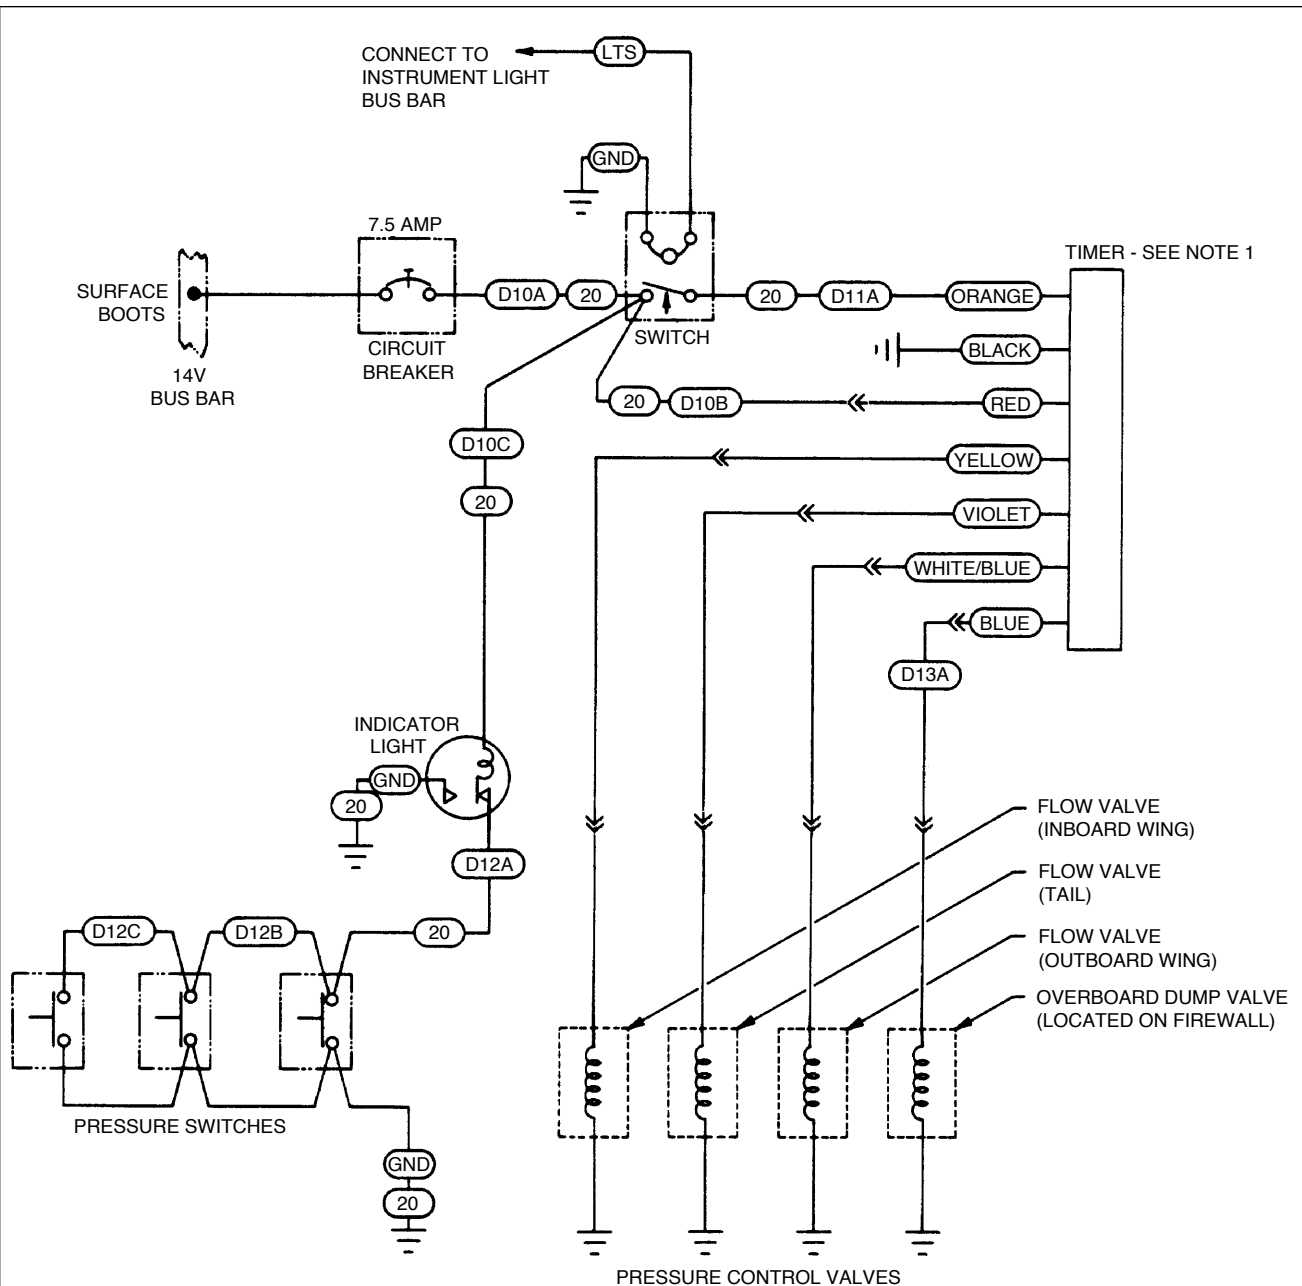 CONNECT TO
INSTRUMENT LIGHT
BUS BAR
LTS
GND
7.5 AMP
SURFACE
BOOTS
14V
BUS BAR
CIRCUIT
BREAKER
D10A
20
SWITCH
20
D11A
ORANGE
TIMER - SEE NOTE 1
BLACK
20
D10B
RED
D10C
20
YELLOW
VIOLET
WHITE/BLUE
BLUE
D13A
INDICATOR
LIGHT
GND
20
D12A
D12C
D12B
20
PRESSURE SWITCHES
GND
20
FLOW VALVE
(INBOARD WING)
FLOW VALVE
(TAIL)
FLOW VALVE
(OUTBOARD WING)
OVERBOARD DUMP VALVE
(LOCATED ON FIREWALL)
PRESSURE CONTROL VALVES